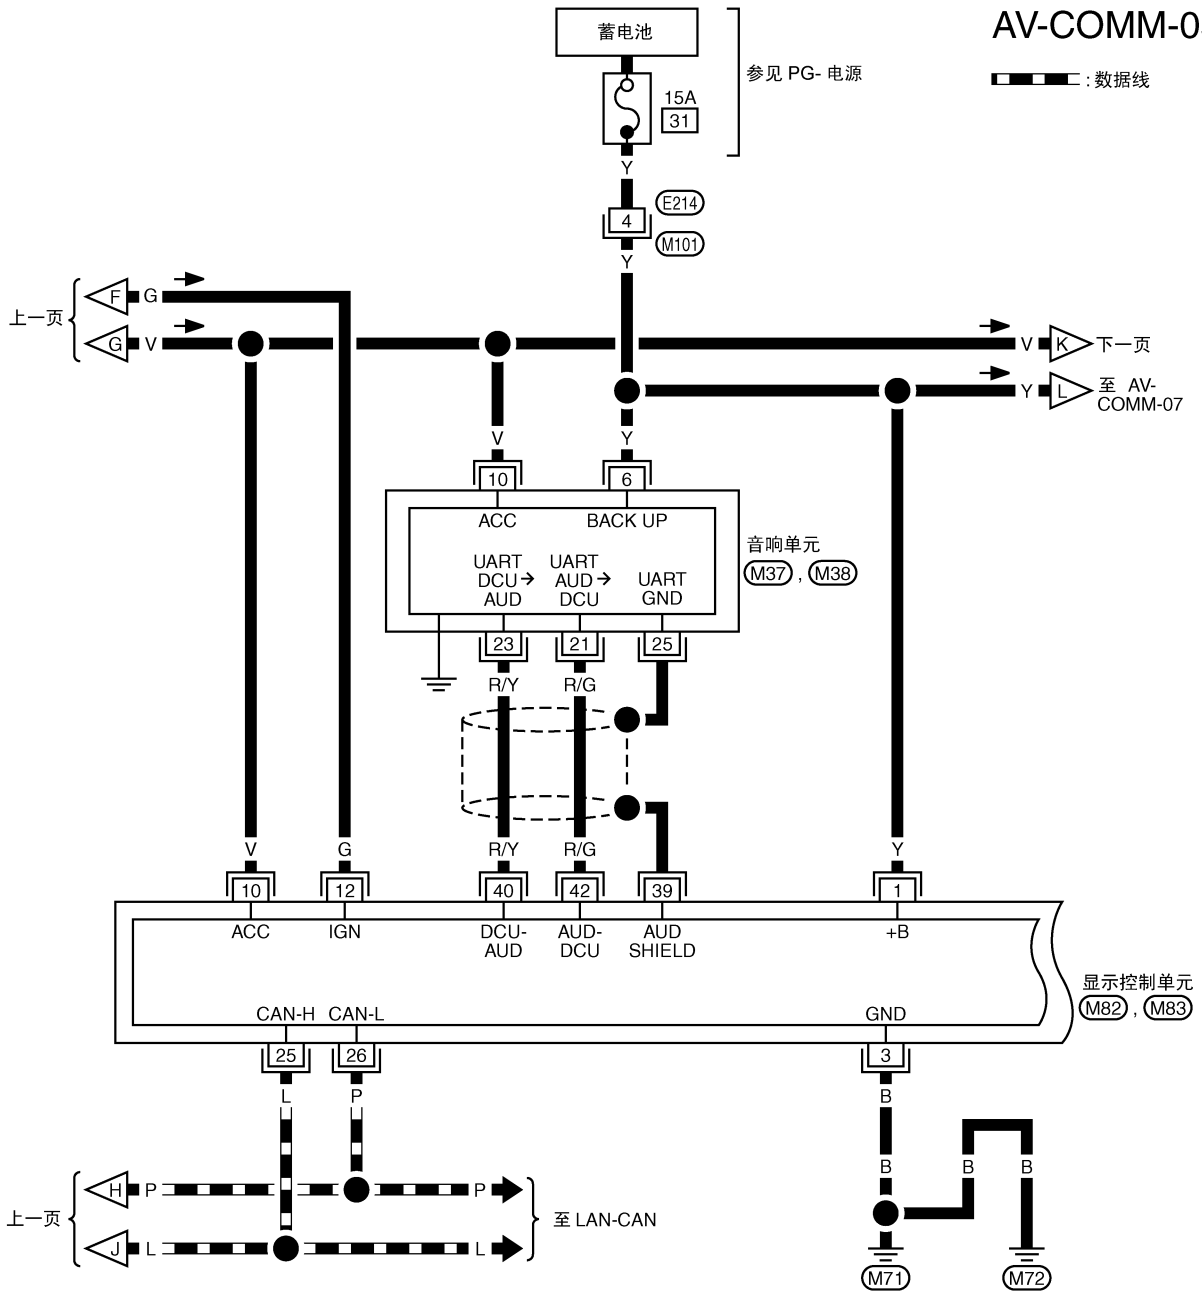 AV-COMM-0
蓄电池
参见 PG- 电源
: 数据线
15A
31
Y
E214
4
M101
Y
上一页
F G
G V
V K 下一页
Y L 至 AV-
COMM-07
V
Y
10
6
ACC
BACK UP
UART
DCU→
AUD
UART
AUD→
DCU
UART
GND
音响单元
M37 , M38
23
21
25
R/Y
R/G
V
G
R/Y
R/G
Y
10
12
40
42
39
1
ACC
IGN
DCU-
AUD
AUD-
DCU
AUD
SHIELD
+B
显示控制单元
M82 , M83
CAN-H
CAN-L
GND
25
26
3
L
P
B
B
B
B
上一页
H P
P
J L
L
至 LAN-CAN
M71
M72